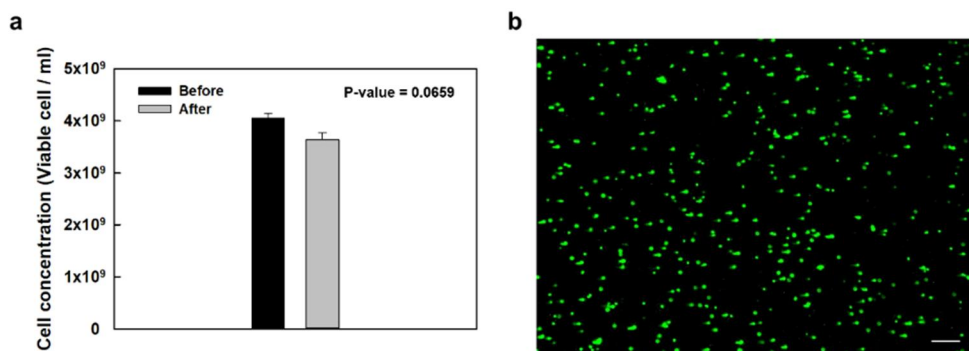 a
Cell concentration (Viable cell / ml)
5x10⁹
4x10⁹
3x10⁹
2x10⁹
1x10⁹
0
Before
After
P-value = 0.0659
b